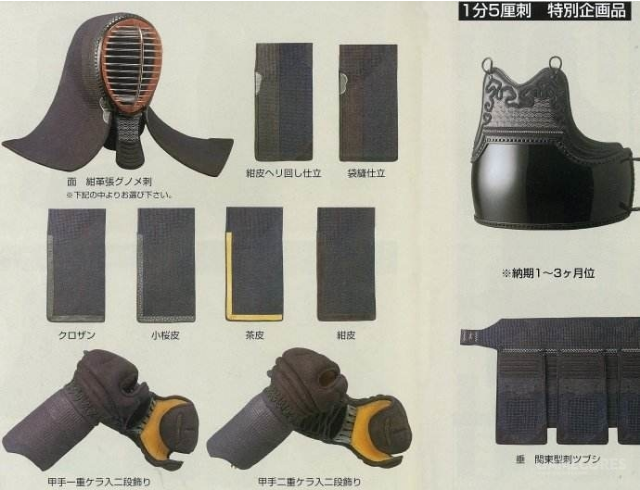 1分5厘刺　特別企画品
面　紺革張グノメ刺
※下記の中よりお選び下さい。
紺皮ヘリ回し仕立
袋縫仕立
※納期1～3ヶ月位
クロザン
小桜皮
茶皮
紺皮
甲手一重ケラ入二段飾り
甲手二重ケラ入二段飾り
垂　関東型刺ツブシ